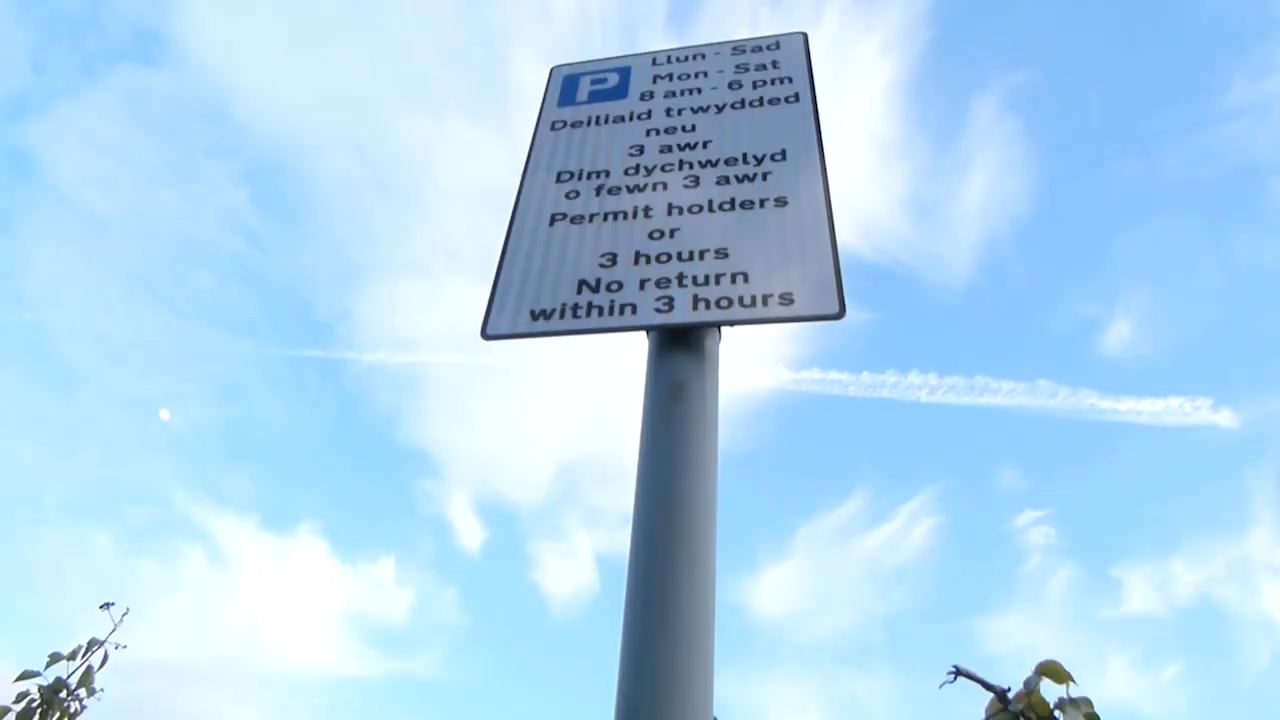 P
Llun - Sad
Mon - Sat
8 am - 6 pm
Deiliaid trwydded
neu
3 awr
Dim dychwelyd
o fewn 3 awr
Permit holders
or
3 hours
No return
within 3 hours